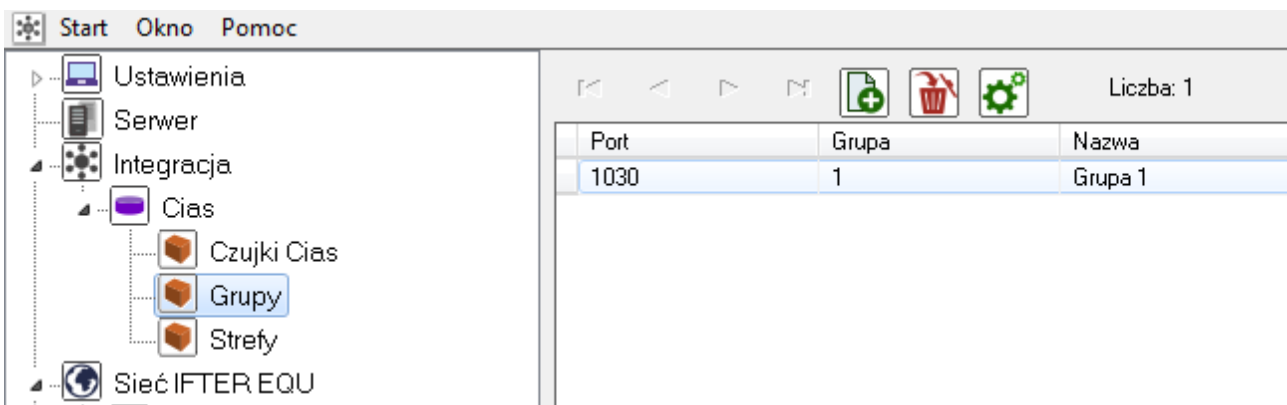 Start Okno Pomoc
Ustawienia
Serwer
Integracja
Cias
Czujki Cias
Grupy
Strefy
Sieć IFTER EQU
Liczba: 1
Port Grupa Nazwa
1030 1 Grupa 1